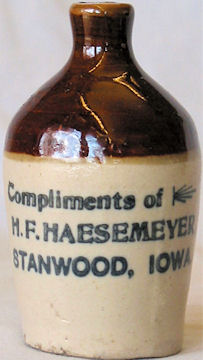 Compliments of
H.F. HAESEMEYER
STANWOOD, IOWA